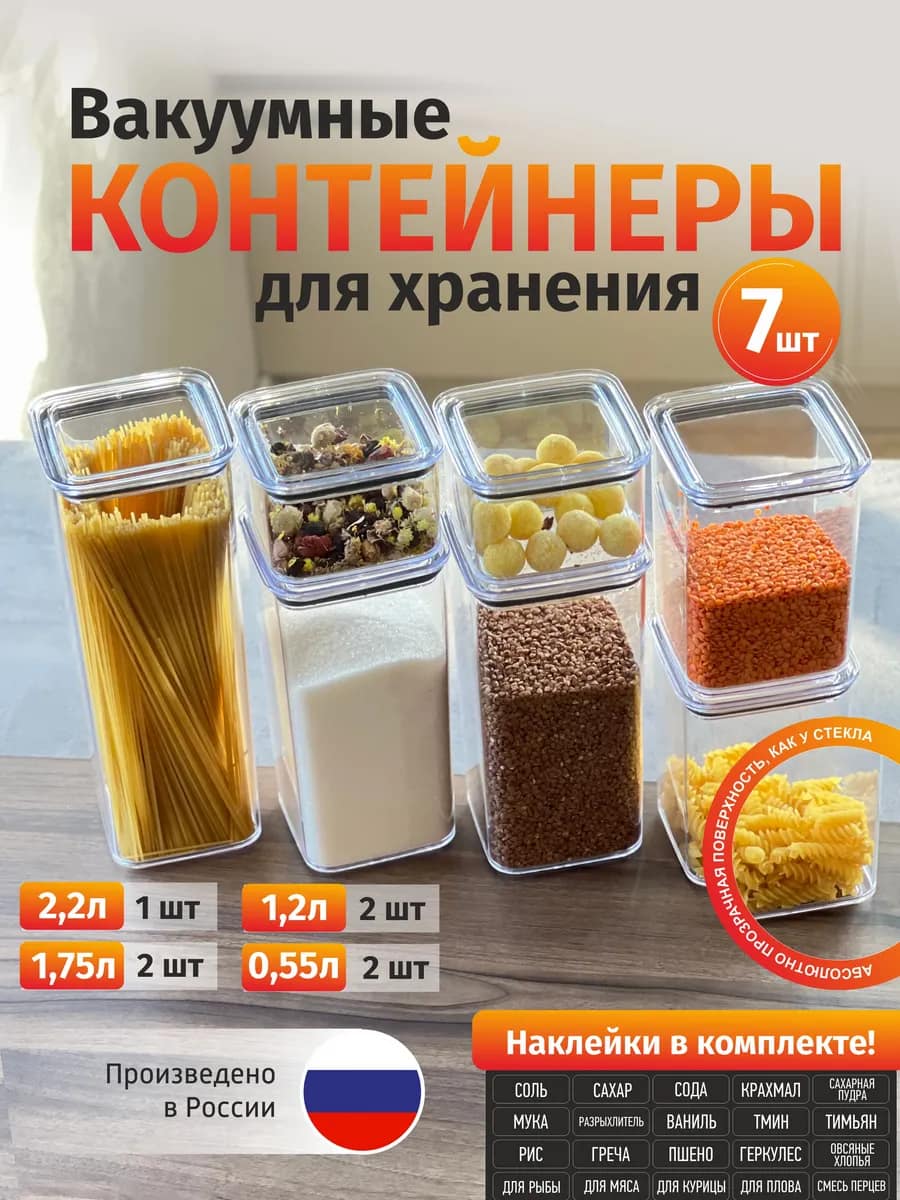 Вакуумные
КОНТЕЙНЕРЫ
для хранения
7 шт
АБСОЛЮТНО ПРОЗРАЧНАЯ ПОВЕРХНОСТЬ, КАК У СТЕКЛА
2,2л 1 шт
1,2л 2 шт
1,75л 2 шт
0,55л 2 шт
Произведено
в России
Наклейки в комплекте!
СОЛЬ САХАР СОДА КРАХМАЛ САХАРНАЯ ПУДРА
МУКА РАЗРЫХЛИТЕЛЬ ВАНИЛЬ ТМИН ТИМЬЯН
РИС ГРЕЧА ПШЕНО ГЕРКУЛЕС ОВСЯНЫЕ ХЛОПЬЯ
ДЛЯ РЫБЫ ДЛЯ МЯСА ДЛЯ КУРИЦЫ ДЛЯ ПЛОВА СМЕСЬ ПЕРЦЕВ